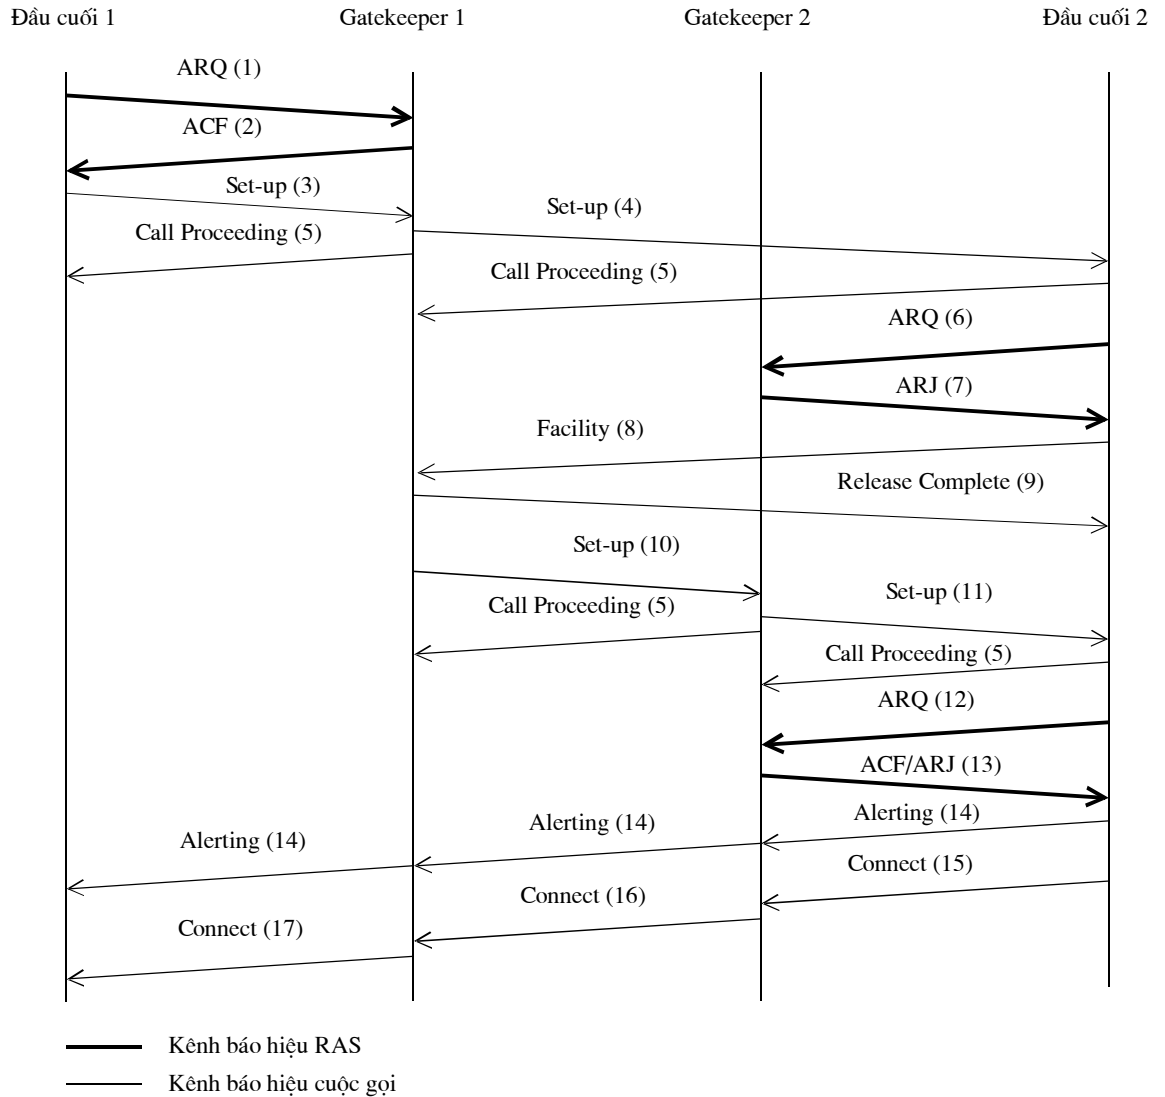 Đầu cuối 1 Gatekeeper 1 Gatekeeper 2 Đầu cuối 2
ARQ (1)
ACF (2)
Set-up (3)
Set-up (4)
Call Proceeding (5)
Call Proceeding (5)
ARQ (6)
ARJ (7)
Facility (8)
Release Complete (9)
Set-up (10)
Set-up (11)
Call Proceeding (5)
Call Proceeding (5)
ARQ (12)
ACF/ARJ (13)
Alerting (14)
Alerting (14)
Alerting (14)
Connect (15)
Connect (16)
Connect (17)
Kênh báo hiệu RAS
Kênh báo hiệu cuộc gọi